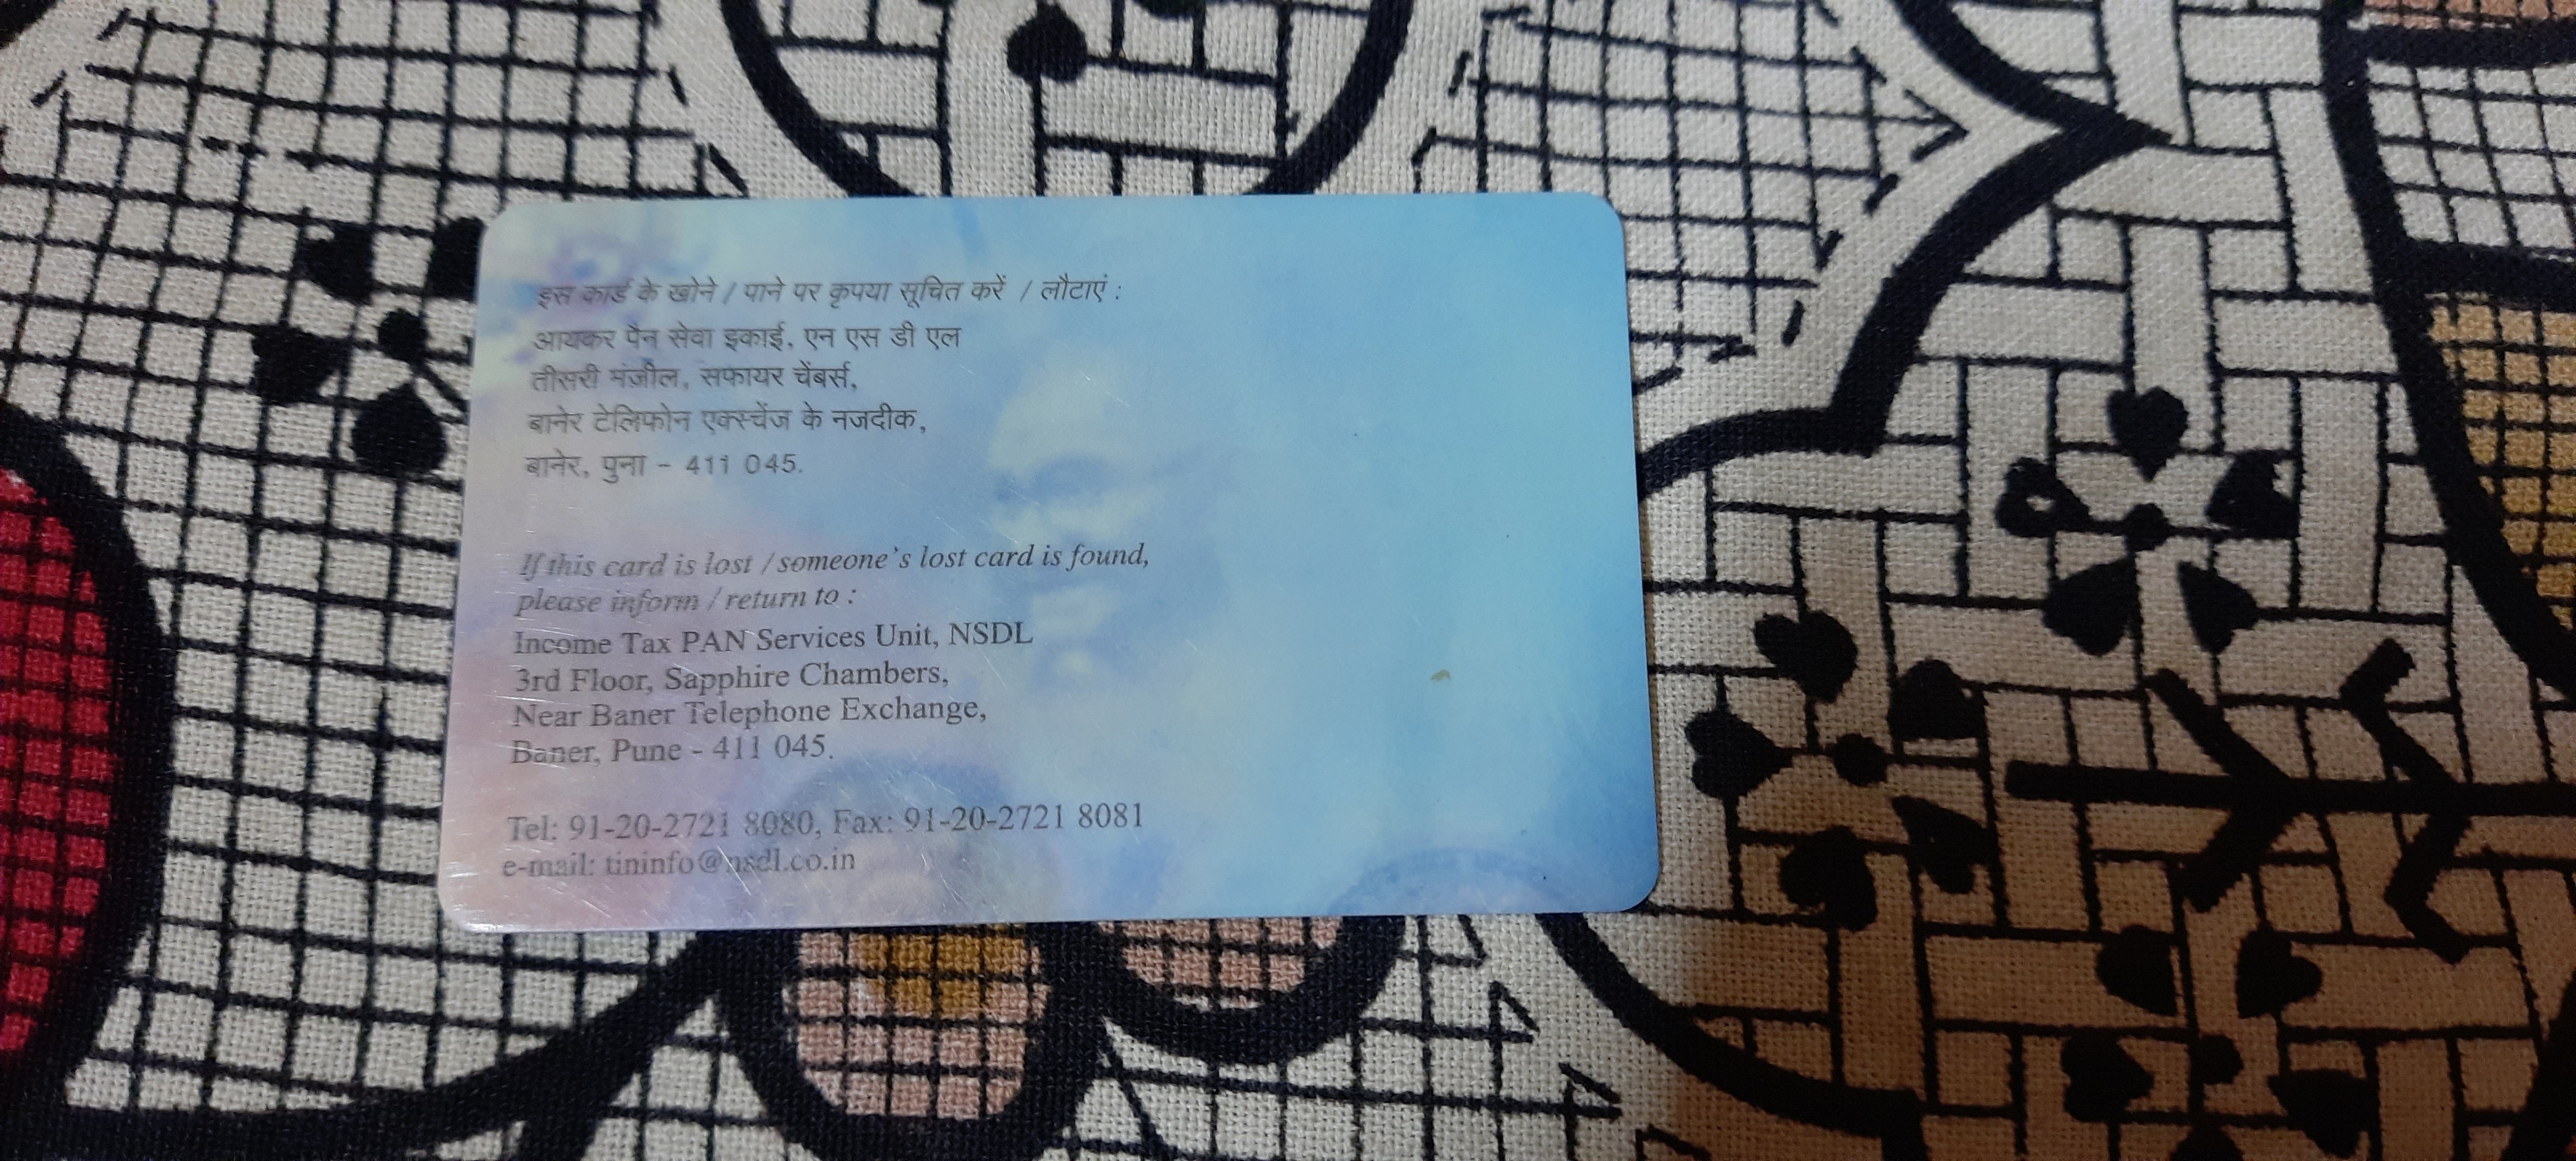 इस कार्ड के खोने / पाने पर कृपया सूचित करें / लौटाएं :
आयकर पैन सेवा इकाई, एन एस डी एल
तीसरी मंज़ील, सफायर चेंबर्स,
बानेर टेलिफोन एक्स्चेंज के नजदीक,
बानेर, पुना - 411 045.
If this card is lost / someone's lost card is found,
please inform / return to :
Income Tax PAN Services Unit, NSDL
3rd Floor, Sapphire Chambers,
Near Baner Telephone Exchange,
Baner, Pune - 411 045.
Tel: 91-20-2721 8080, Fax: 91-20-2721 8081
e-mail: tininfo@nsdl.co.in